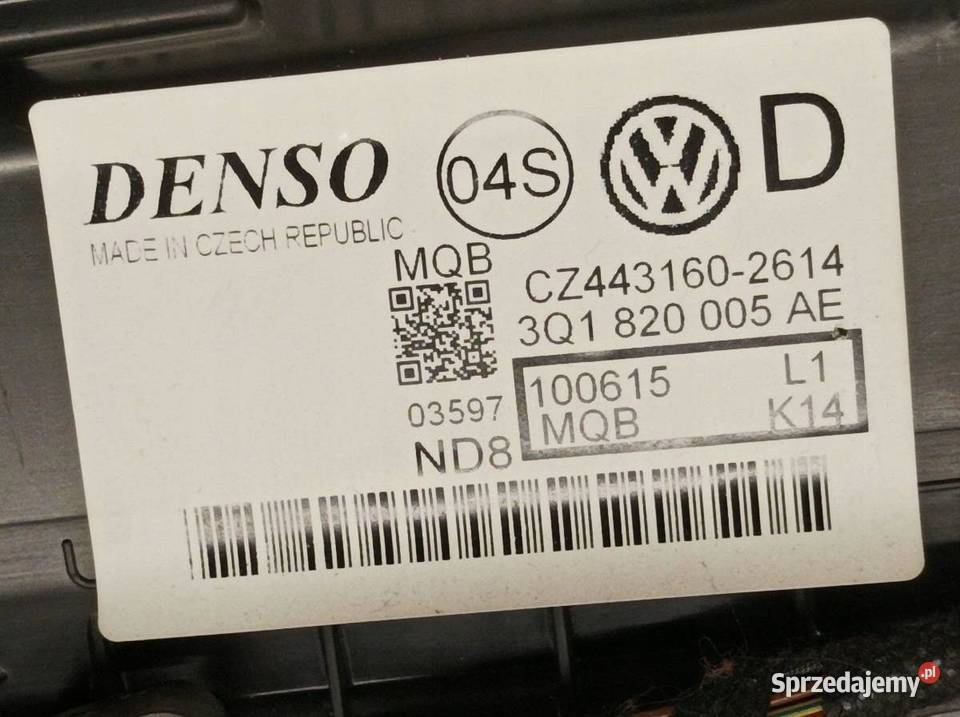 DENSO
MADE IN CZECH REPUBLIC
04S
D
MQB
CZ443160-2614
3Q1 820 005 AE
100615 L1
MQB K14
03597
ND8
Sprzedajemy.pl